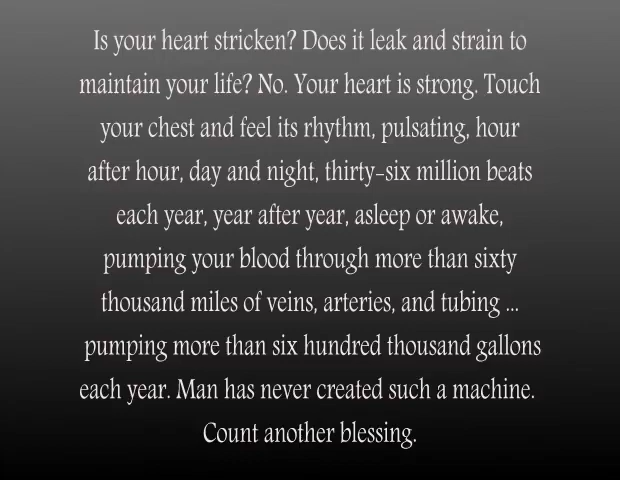 Is your heart stricken? Does it leak and strain to
maintain your life? No. Your heart is strong. Touch
your chest and feel its rhythm, pulsating, hour
after hour, day and night, thirty-six million beats
each year, year after year, asleep or awake,
pumping your blood through more than sixty
thousand miles of veins, arteries, and tubing ...
pumping more than six hundred thousand gallons
each year. Man has never created such a machine.
Count another blessing.